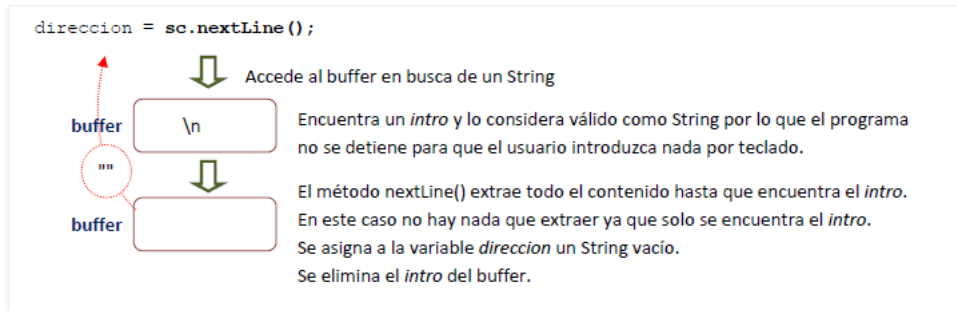 direccion = sc.nextLine();
Accede al buffer en busca de un String
buffer
\n
Encuentra un intro y lo considera válido como String por lo que el programa
no se detiene para que el usuario introduzca nada por teclado.
""
El método nextLine() extrae todo el contenido hasta que encuentra el intro.
buffer
En este caso no hay nada que extraer ya que solo se encuentra el intro.
Se asigna a la variable direccion un String vacío.
Se elimina el intro del buffer.